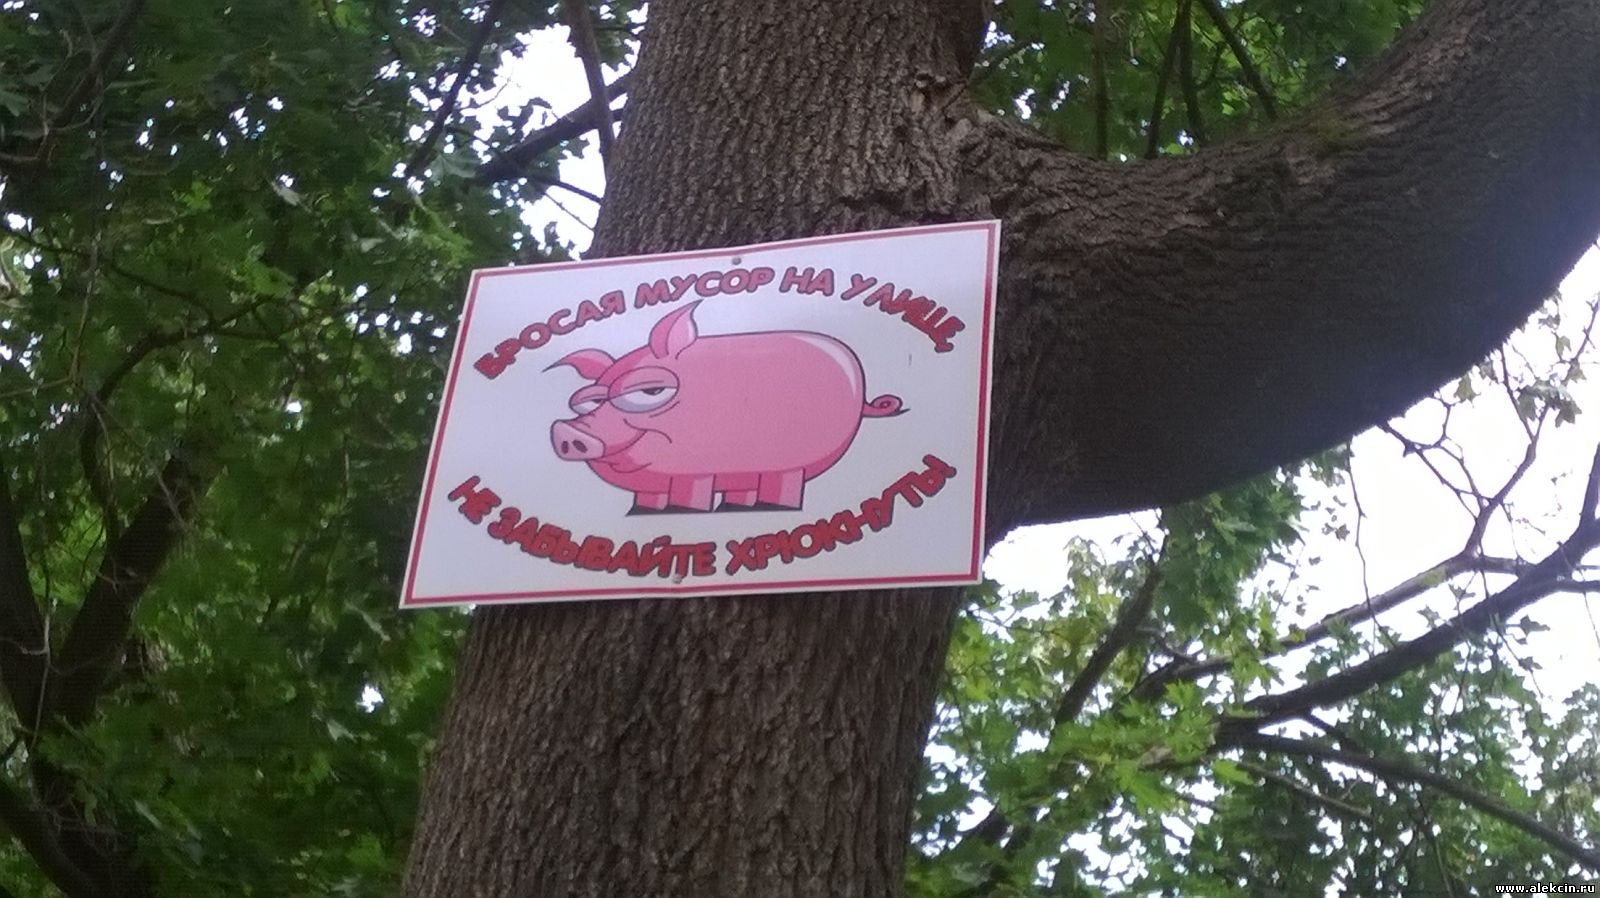 БРОСАЯ МУСОР НА УЛИЦЕ,
НЕ ЗАБЫВАЙТЕ ХРЮКНУТЬ!
www.alekcin.ru